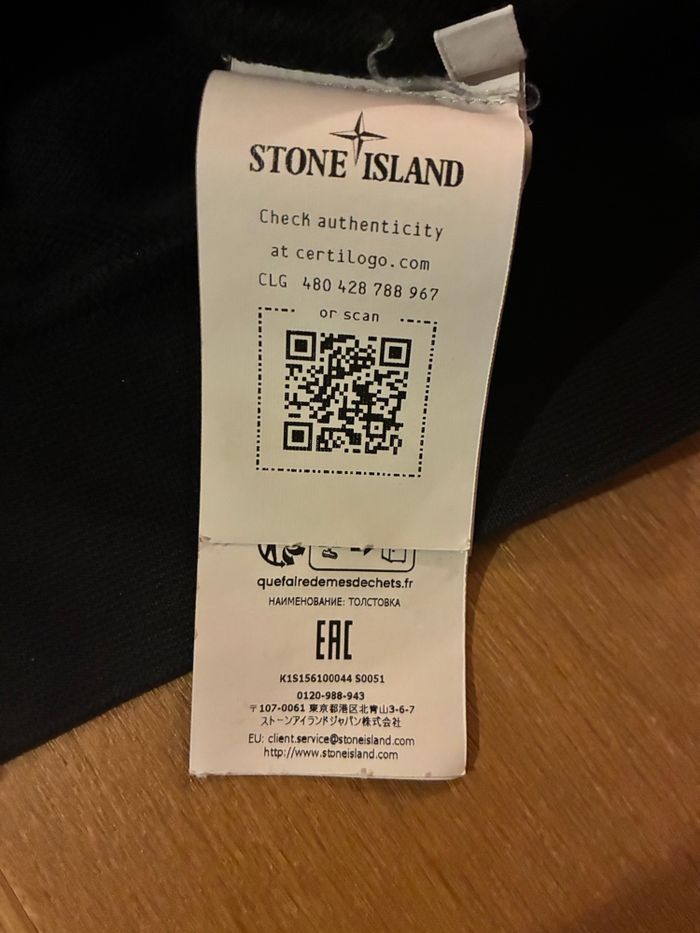 STONE ISLAND
Check authenticity
at certilogo.com
CLG 480 428 788 967
or scan
quefairedemesdechets.fr
НАИМЕНОВАНИЕ: ТОЛСТОВКА
EAC
K1S156100044 S0051
0120-988-943
〒107-0061 東京都港区北青山3-6-7
ストーンアイランドジャパン株式会社
EU: client.service@stoneisland.com
http://www.stoneisland.com